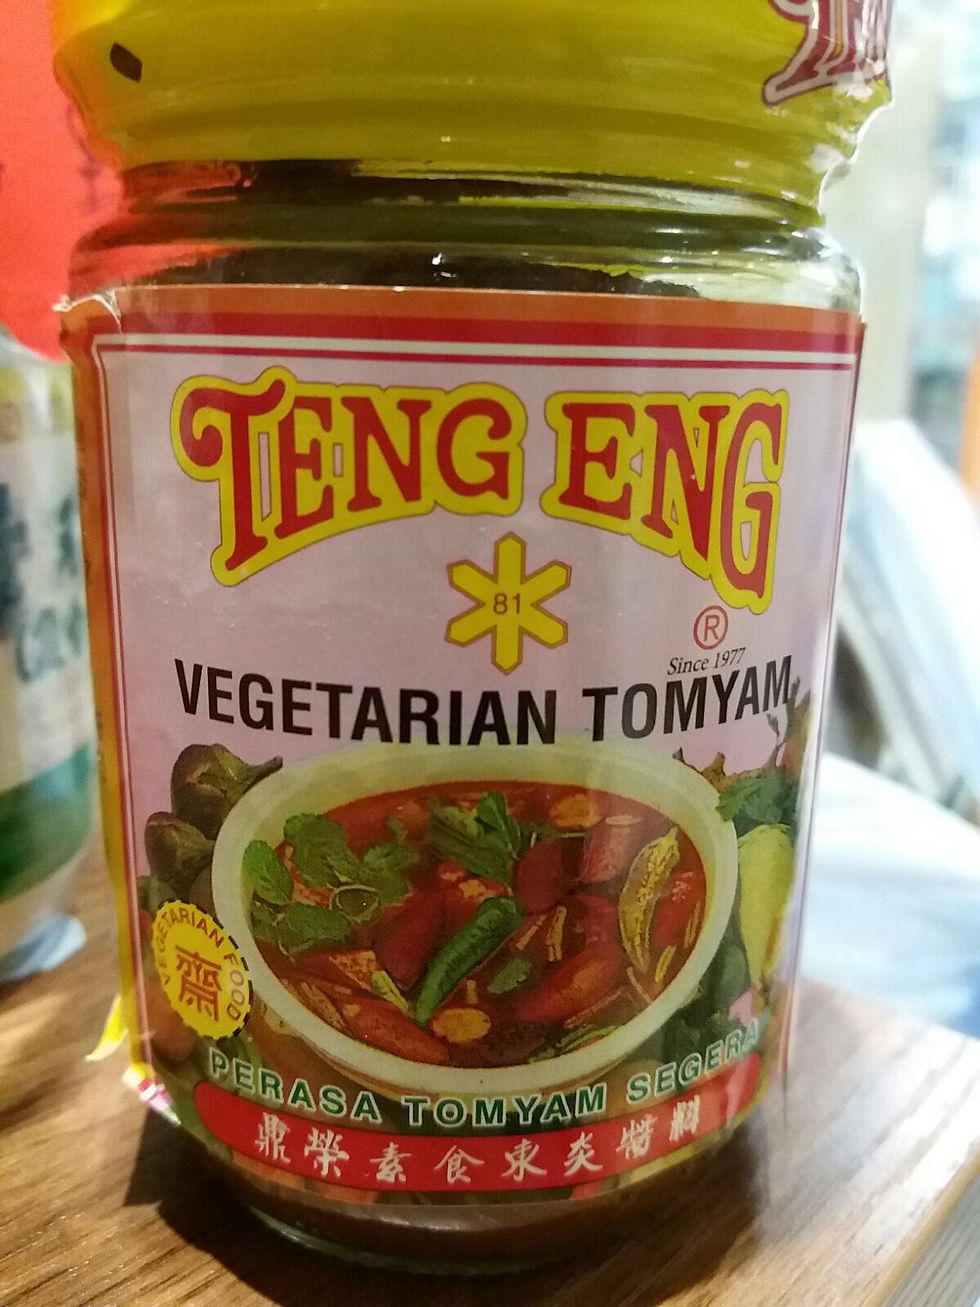 TENG ENG
81
®
Since 1977
VEGETARIAN TOMYAM
VEGETARIAN FOOD
齋
PERASA TOMYAM SEGERA
鼎榮素食東炎醬料